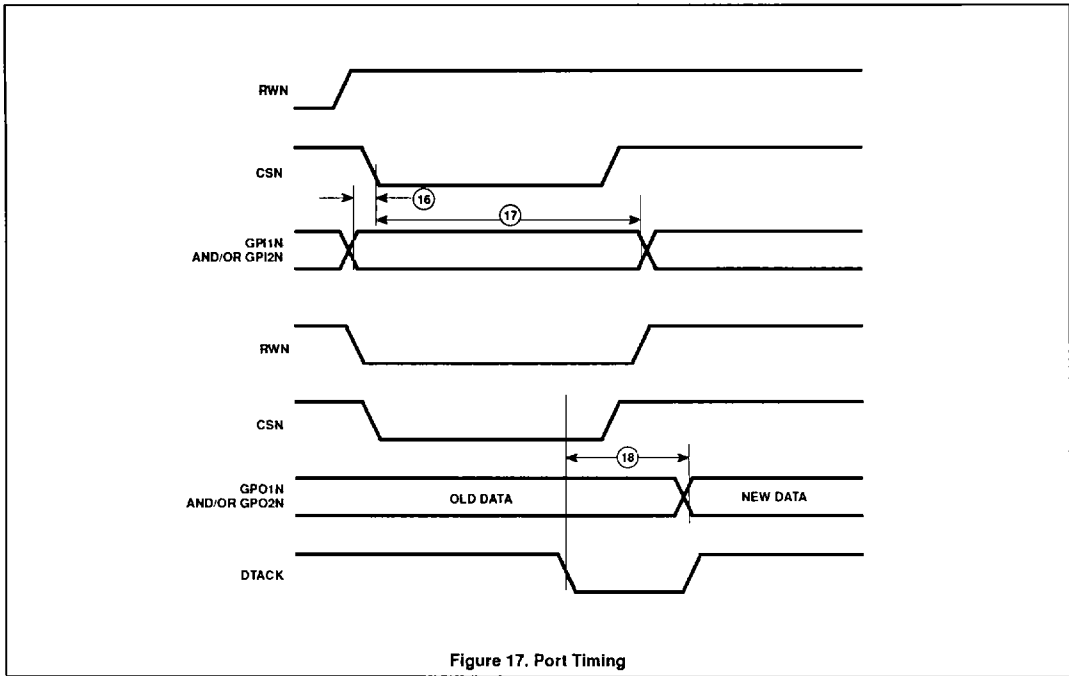 RWN
CSN
16
17
GPI1N
AND/OR GPI2N
RWN
CSN
18
GPO1N
AND/OR GPO2N
OLD DATA
NEW DATA
DTACK
Figure 17. Port Timing